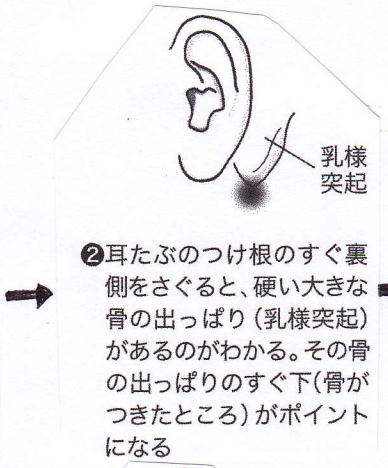 乳様
突起
❷耳たぶのつけ根のすぐ裏
側をさぐると、硬い大きな
骨の出っぱり(乳様突起)
があるのがわかる。その骨
の出っぱりのすぐ下(骨が
つきたところ)がポイント
になる